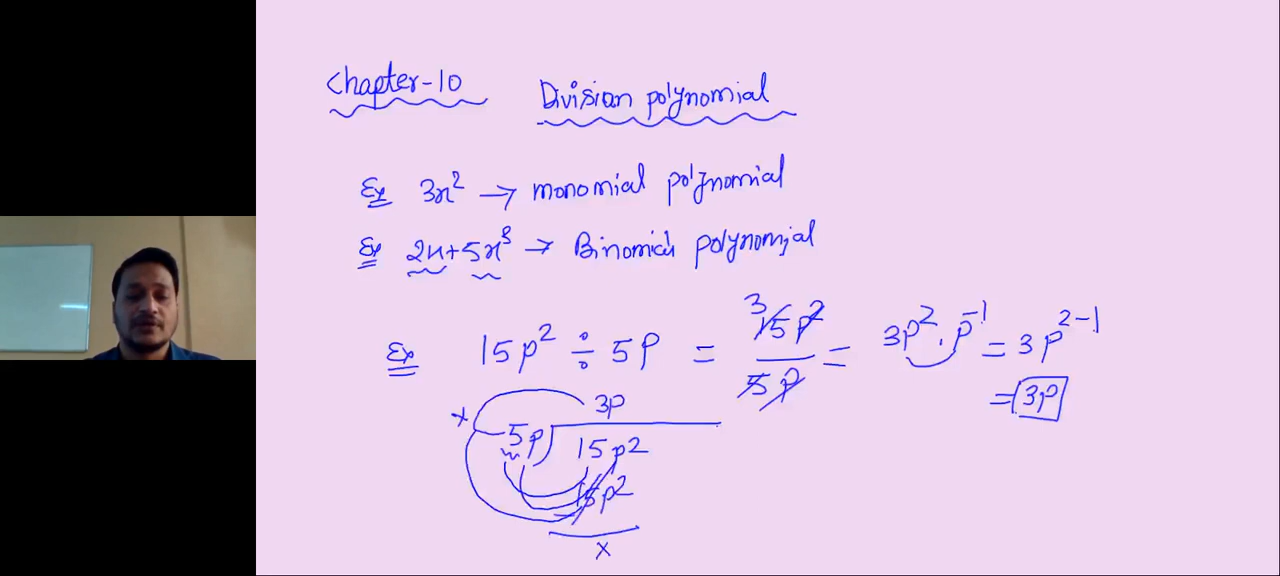 Chapter-10 Division polynomial
Ex 3x² → monomial polynomial
Ex 2x+5x³ → Binomial polynomial
Ex 15p² ÷ 5p = 15p² / 5p = 3p² . p⁻¹ = 3p²⁻¹
3
= 3p
x 3p
5p) 15p²
-15p²
x